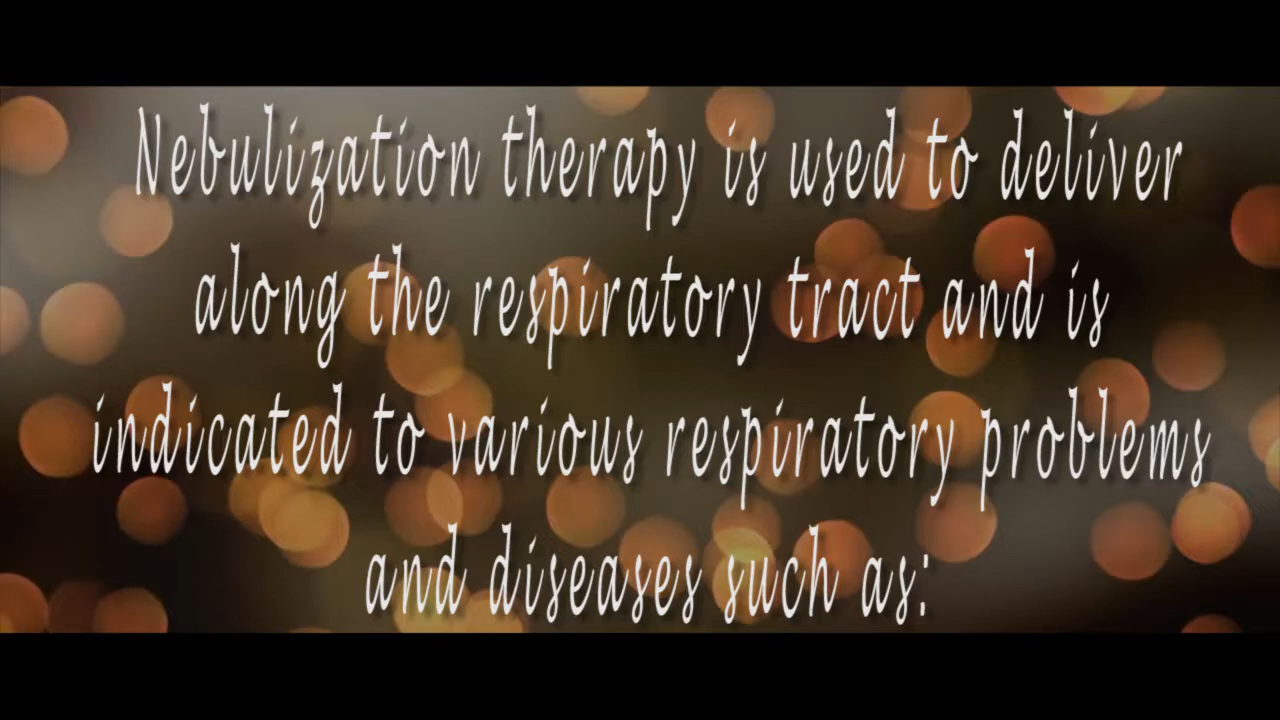 Nebulization therapy is used to deliver
along the respiratory tract and is
indicated to various respiratory problems
and diseases such as: